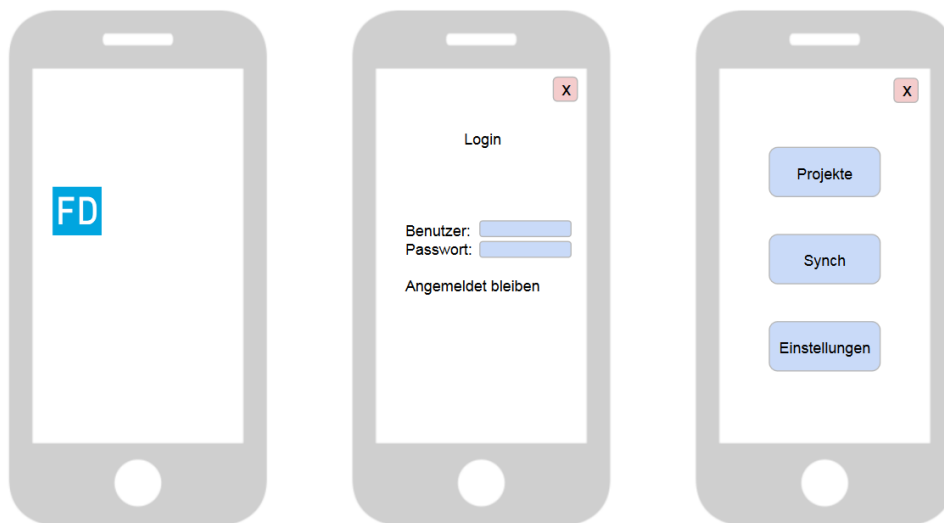 FD
X
Login
Benutzer:
Passwort:
Angemeldet bleiben
X
Projekte
Synch
Einstellungen